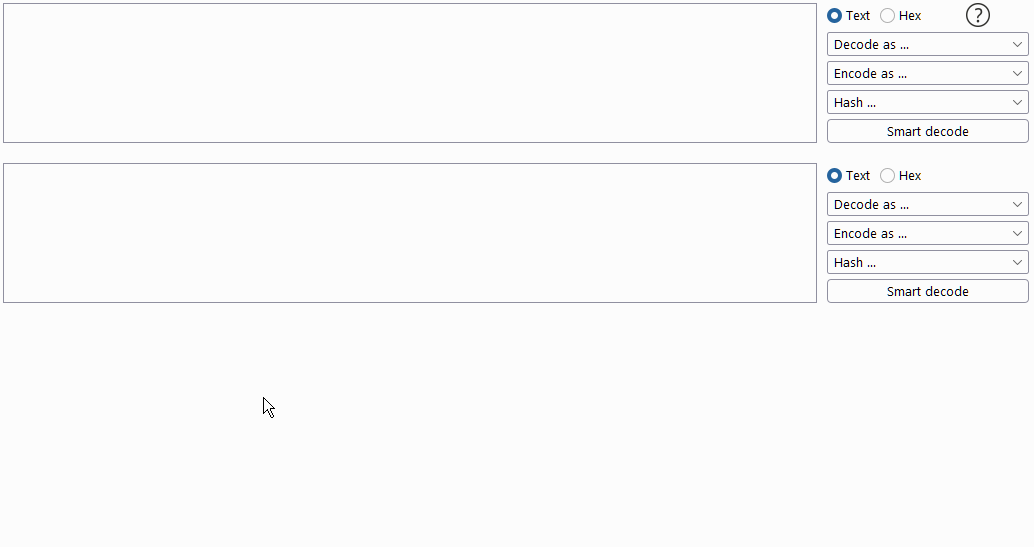 Text Hex ?
Decode as ...
Encode as ...
Hash ...
Smart decode
Text Hex
Decode as ...
Encode as ...
Hash ...
Smart decode